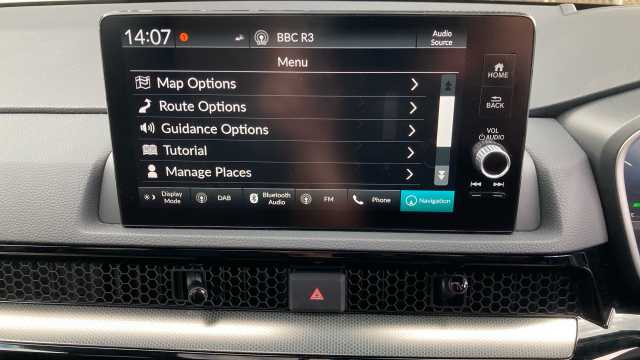 14:07 1 BBC R3 Audio Source
Menu
Map Options
Route Options
Guidance Options
Tutorial
Manage Places
Display Mode DAB Bluetooth Audio FM Phone Navigation
HOME
BACK
VOL
AUDIO